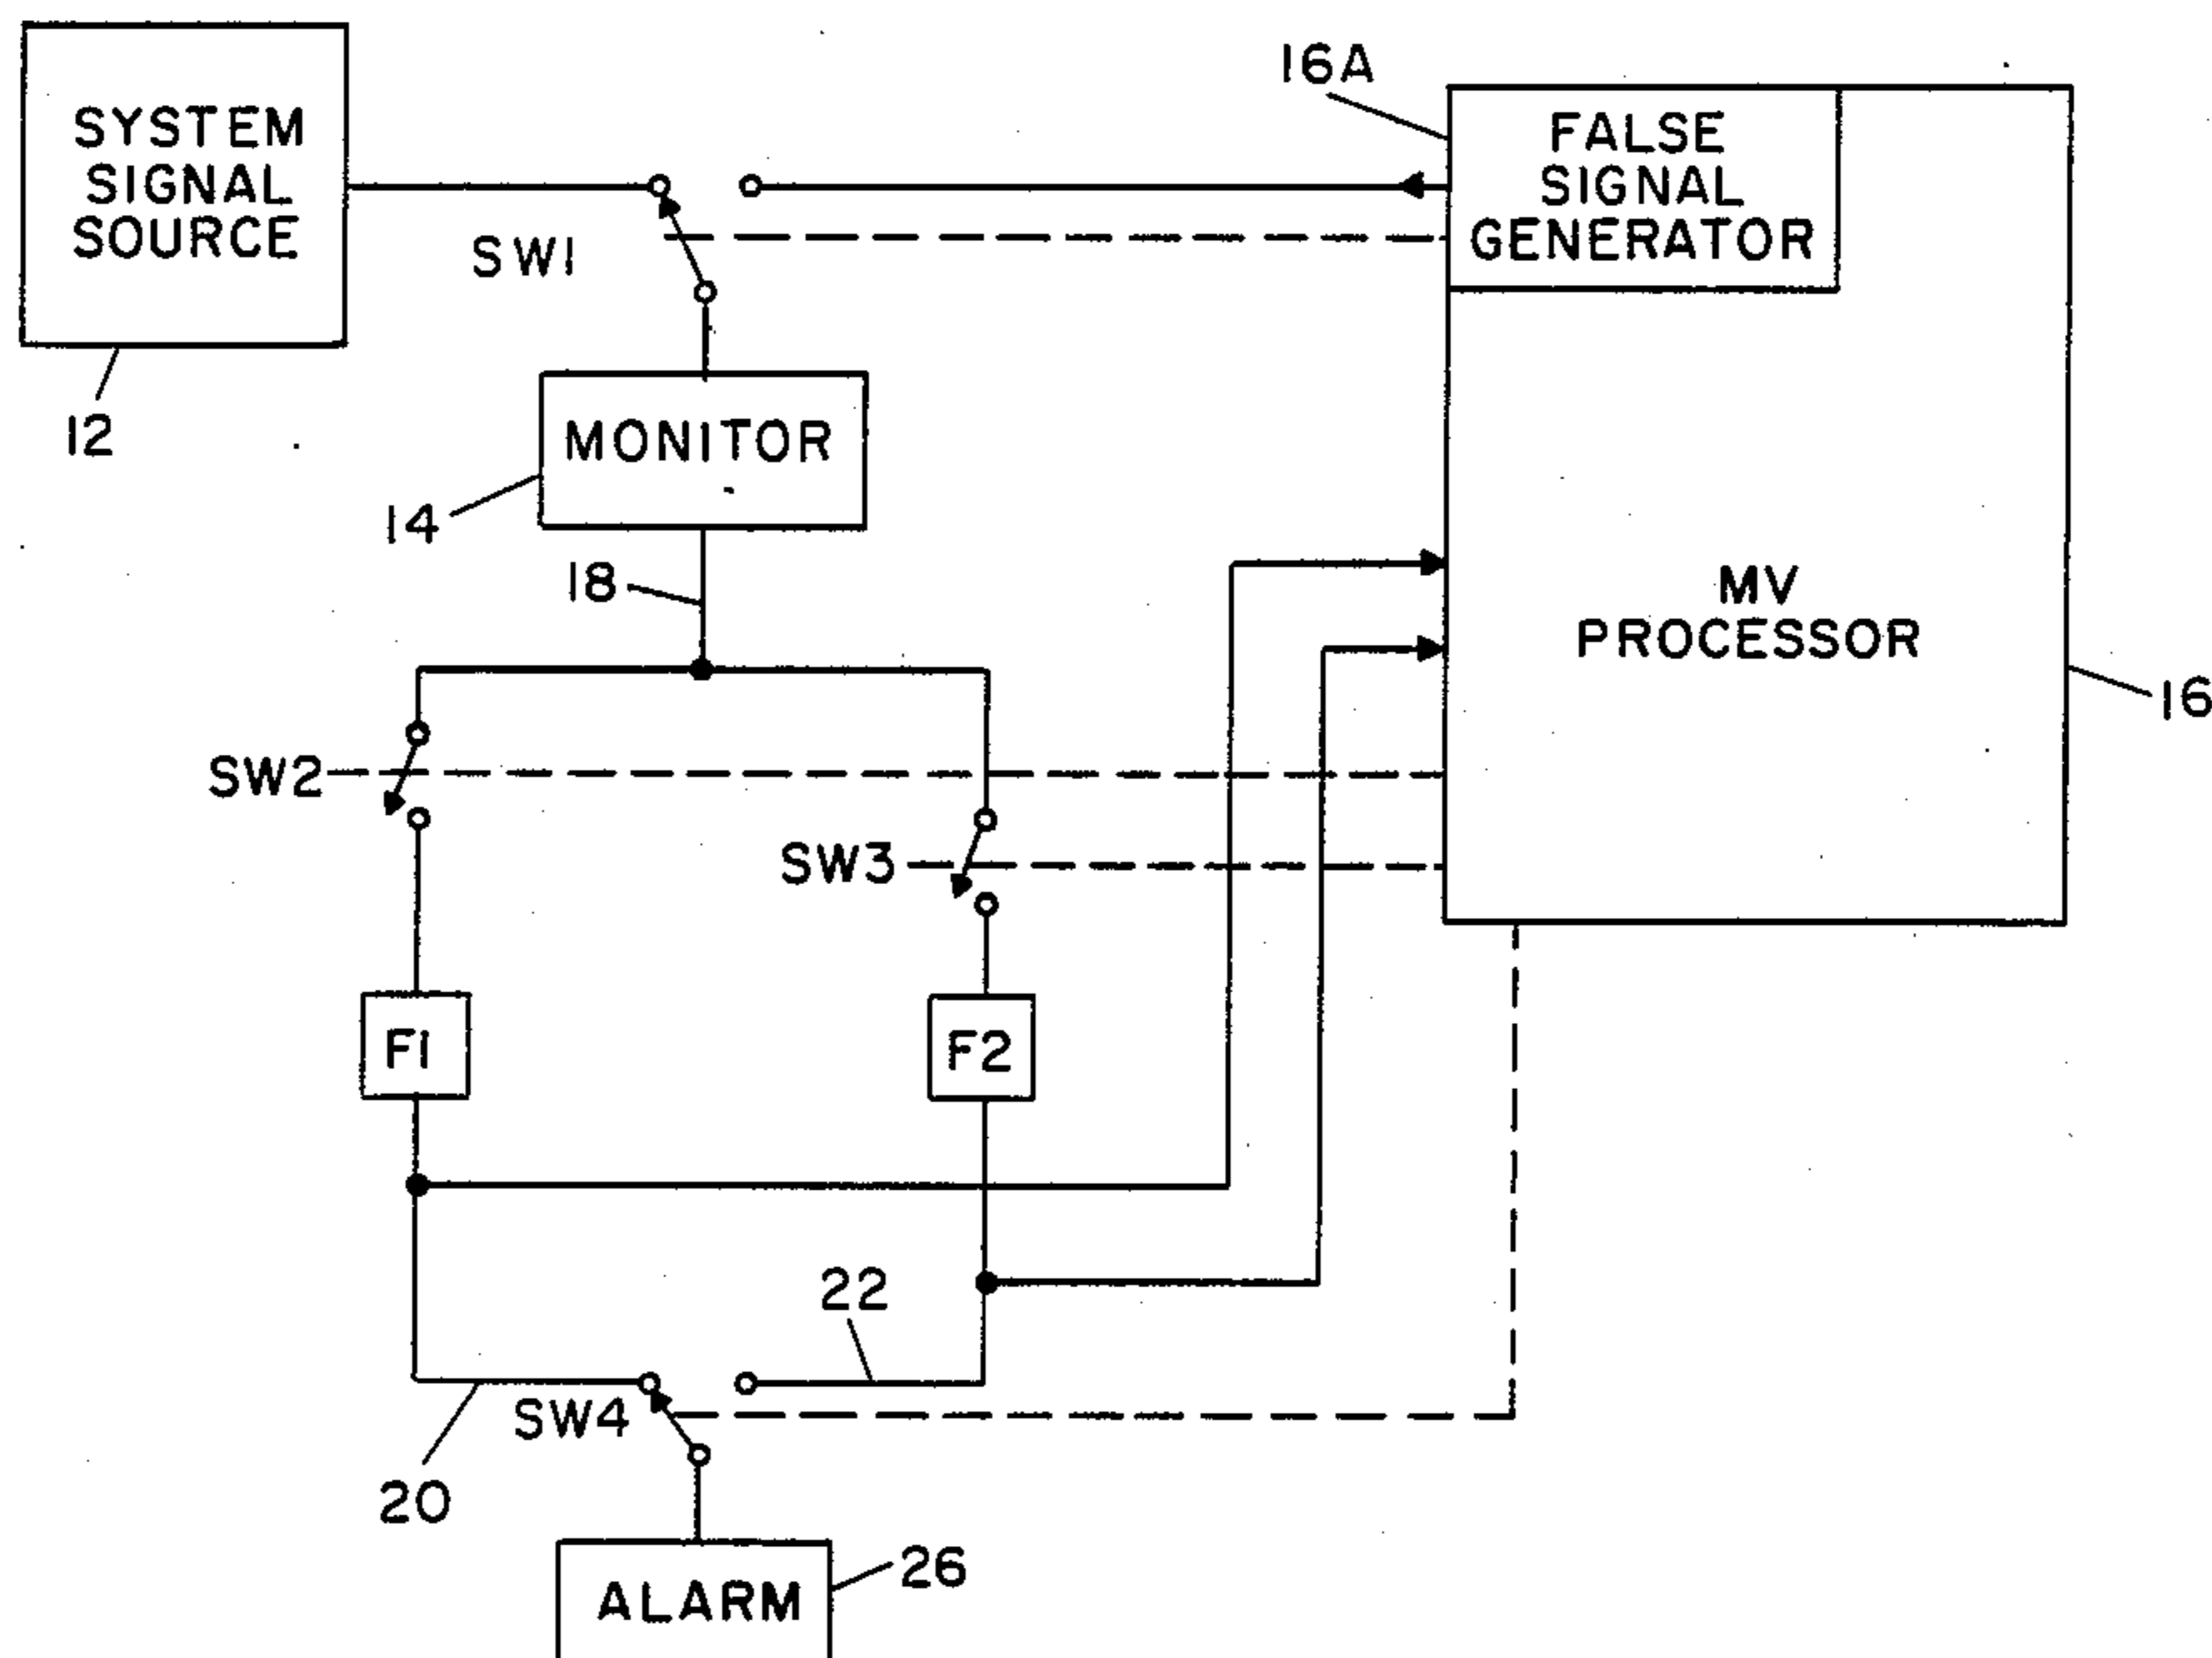 SYSTEM
SIGNAL
SOURCE
12
16A
FALSE
SIGNAL
GENERATOR
SW1
MONITOR
14
18
MV
PROCESSOR
16
SW2
SW3
F1
F2
22
20
SW4
ALARM
26